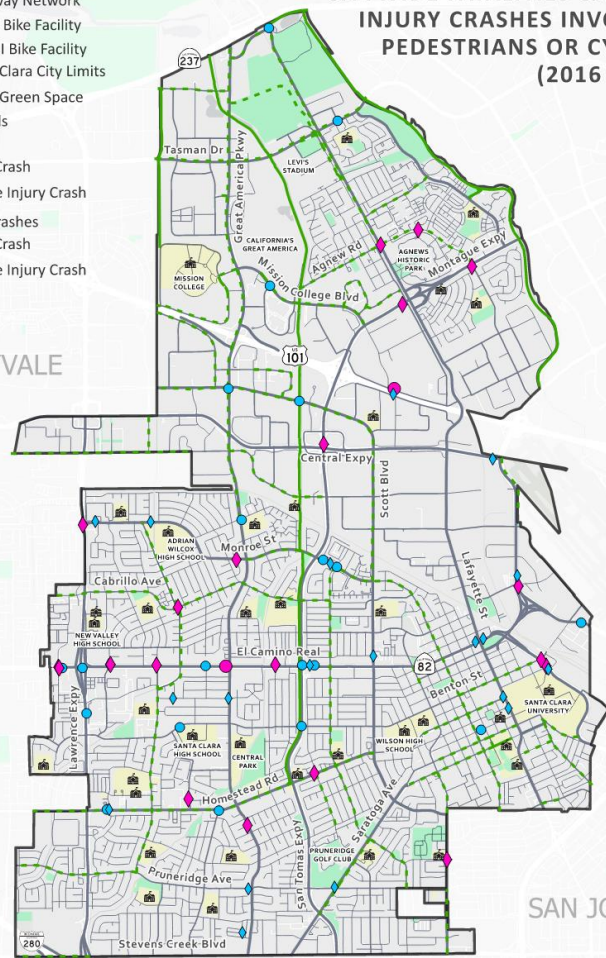 way Network
Bike Facility
I Bike Facility
Clara City Limits
Green Space
ls
Crash
e Injury Crash
rashes
Crash
e Injury Crash
INJURY CRASHES INVO
PEDESTRIANS OR CY
(2016
237
Tasman Dr
Great America Pkwy
LEVI'S
STADIUM
CALIFORNIA'S
GREAT AMERICA
Agnew Rd
AGNEWS
HISTORIC
PARK
Montague Expy
MISSION
COLLEGE
Mission College Blvd
VALE
US
101
Central Expy
Scott Blvd
ADRIAN
WILCOX
HIGH SCHOOL
Monroe St
Cabrillo Ave
Lafayette St
NEW VALLEY
HIGH SCHOOL
El Camino Real
82
Benton St
Lawrence Expy
SANTA CLARA
UNIVERSITY
SANTA CLARA
HIGH SCHOOL
WILSON HIGH
SCHOOL
CENTRAL
PARK
Homestead Rd
Saratoga Ave
San Tomas Expy
PRUNERIDGE
GOLF CLUB
Pruneridge Ave
SAN JO
280
Stevens Creek Blvd